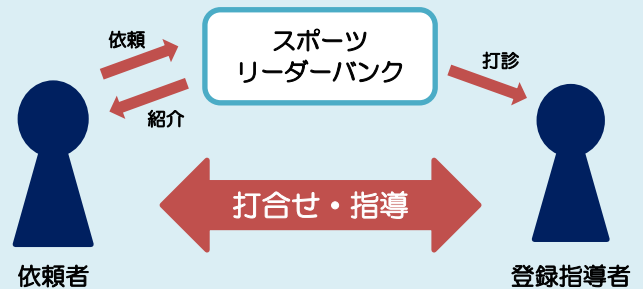 スポーツ
リーダーバンク
依頼
打診
紹介
打合せ・指導
依頼者
登録指導者